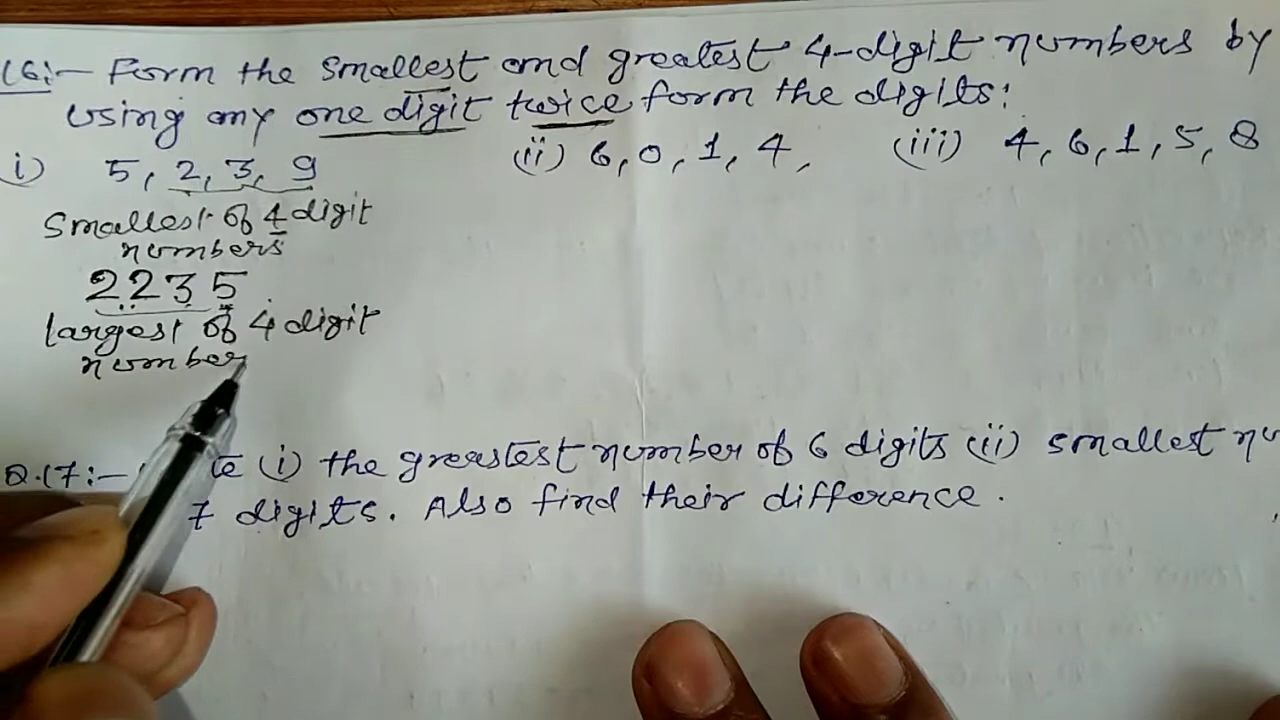 16:- Form the smallest and greatest 4-digit numbers by
using any one digit twice form the digits:
i) 5, 2, 3, 9 (ii) 6, 0, 1, 4, (iii) 4, 6, 1, 5, 8
Smallest of 4 digit
numbers
2235
largest of 4 digit
number
Q.17:- (i) the greastest number of 6 digits (ii) smallest
7 digits. Also find their difference.